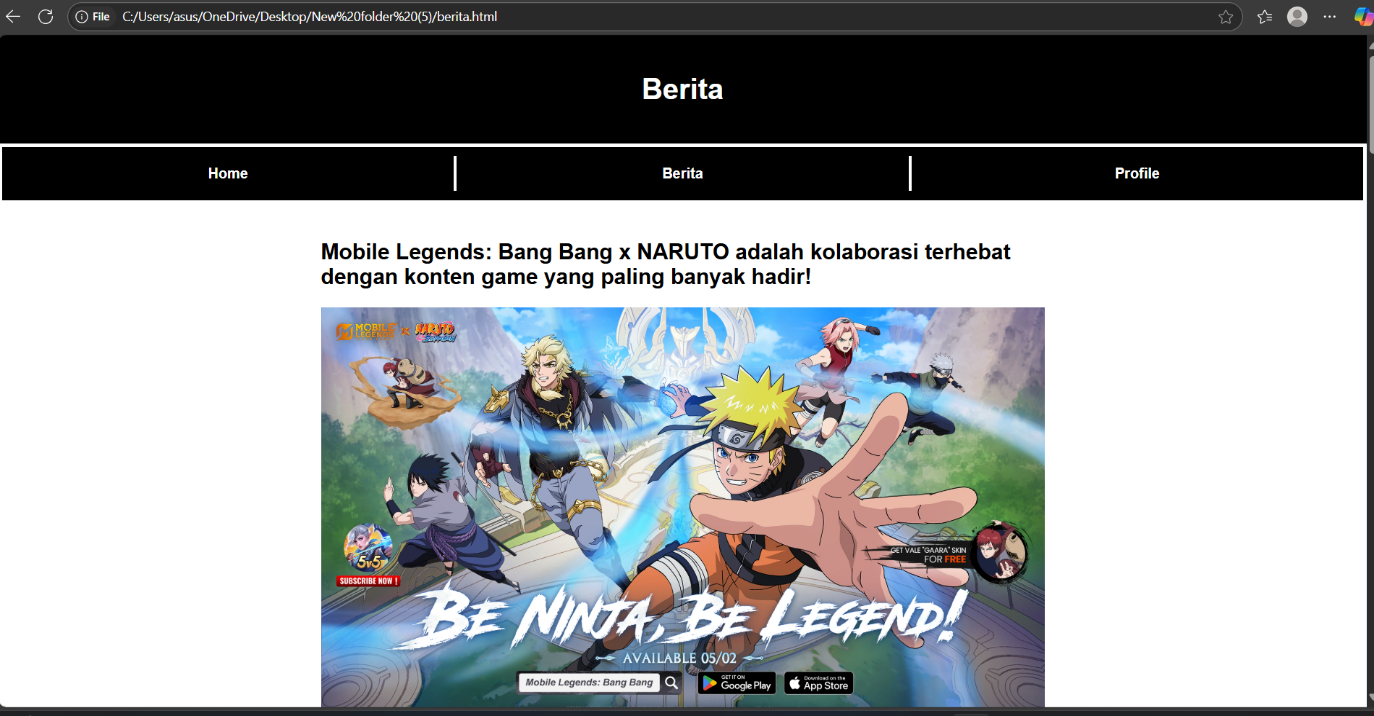 File C:/Users/asus/OneDrive/Desktop/New%20folder%20(5)/berita.html
Berita
Home Berita Profile
Mobile Legends: Bang Bang x NARUTO adalah kolaborasi terhebat
dengan konten game yang paling banyak hadir!
MOBILE LEGENDS x NARUTO SHIPPUDEN
5v5
SUBSCRIBE NOW !
GET VALE "GAARA" SKIN
FOR FREE
BE NINJA, BE LEGEND!
AVAILABLE 05/02
Mobile Legends: Bang Bang
GET IT ON
Google Play
Download on the
App Store